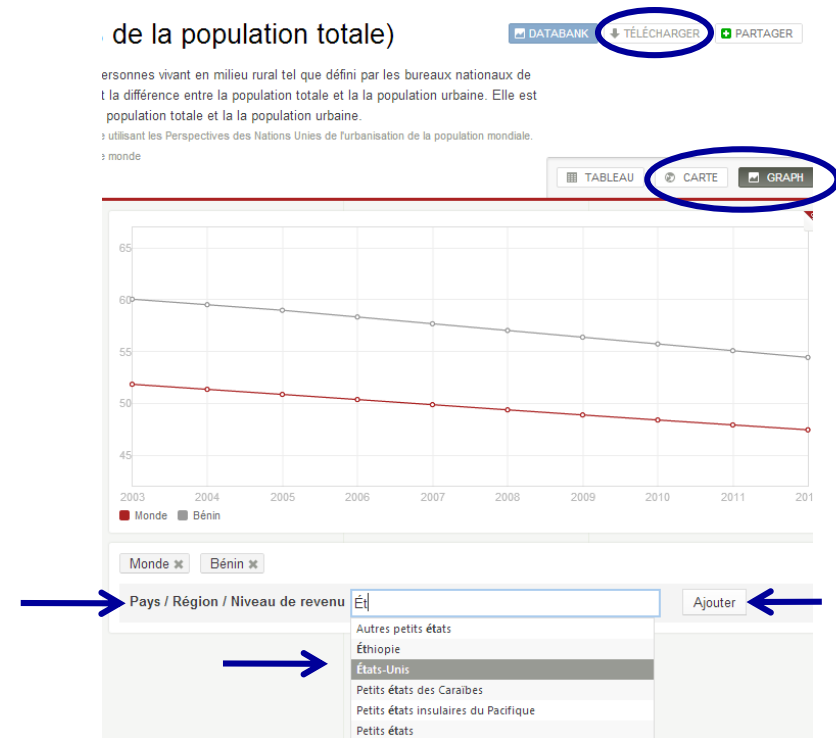 de la population totale)
DATABANK TÉLÉCHARGER PARTAGER
ersonnes vivant en milieu rural tel que défini par les bureaux nationaux de
t la différence entre la population totale et la la population urbaine. Elle est
population totale et la la population urbaine.
e utilisant les Perspectives des Nations Unies de l'urbanisation de la population mondiale.
e monde
TABLEAU CARTE GRAPH
65
60
55
50
45
2003 2004 2005 2006 2007 2008 2009 2010 2011 201
Monde Bénin
Monde Bénin
Pays / Région / Niveau de revenu Ét Ajouter
Autres petits états
Éthiopie
États-Unis
Petits états des Caraïbes
Petits états insulaires du Pacifique
Petits états